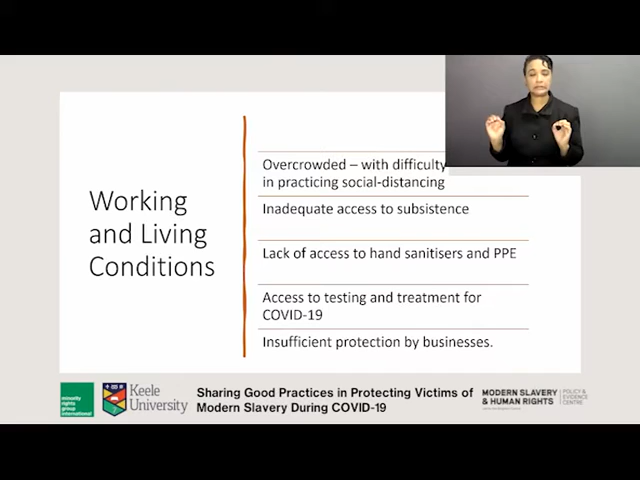 Working
and Living
Conditions
Overcrowded – with difficulty
in practicing social-distancing
Inadequate access to subsistence
Lack of access to hand sanitisers and PPE
Access to testing and treatment for
COVID-19
Insufficient protection by businesses.
minority
rights
group
international
Keele
University
Sharing Good Practices in Protecting Victims of
Modern Slavery During COVID-19
MODERN SLAVERY
& HUMAN RIGHTS
POLICY &
EVIDENCE
CENTRE